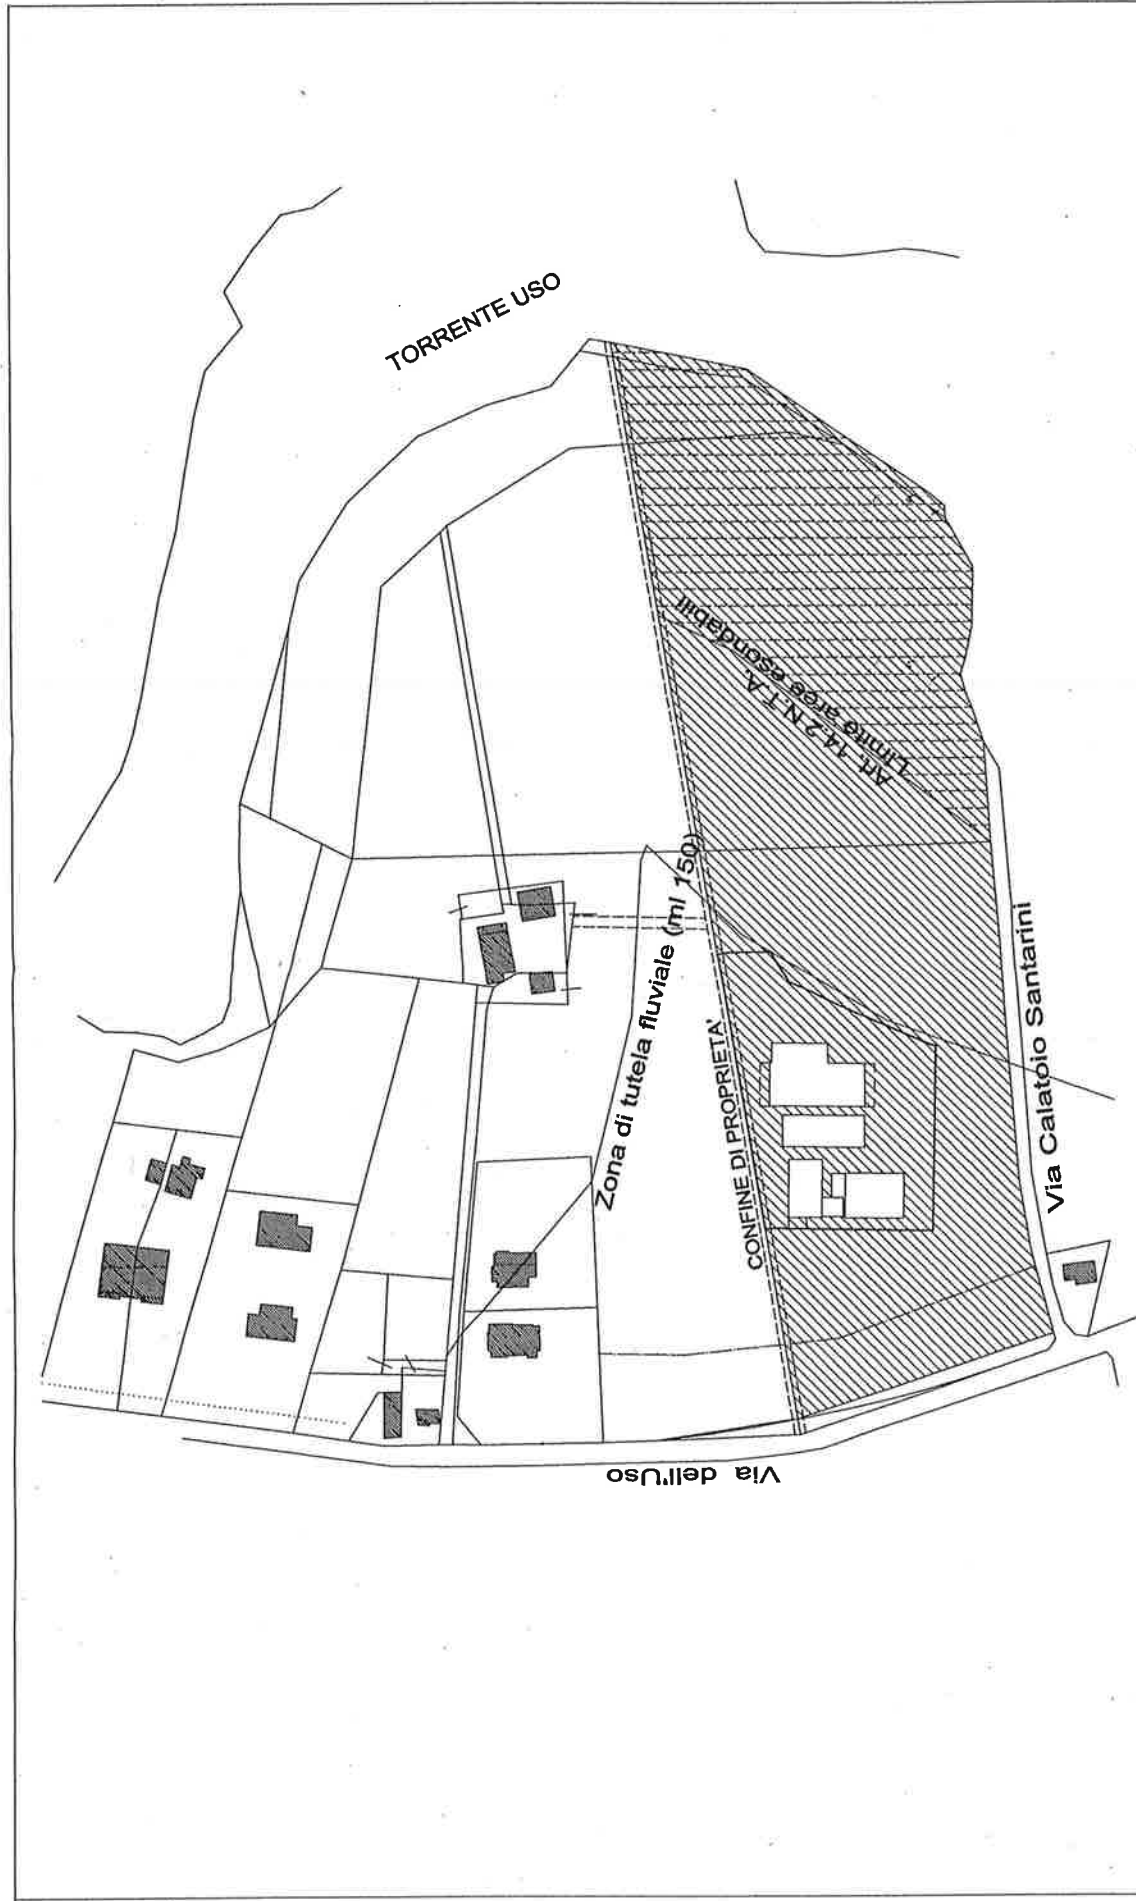 TORRENTE USO
Art. 14.2 N.T.A.
Limite aree esondabili
Zona di tutela fluviale (ml 150)
CONFINE DI PROPRIETA'
Via Calatoio Santarini
Via dell'Uso